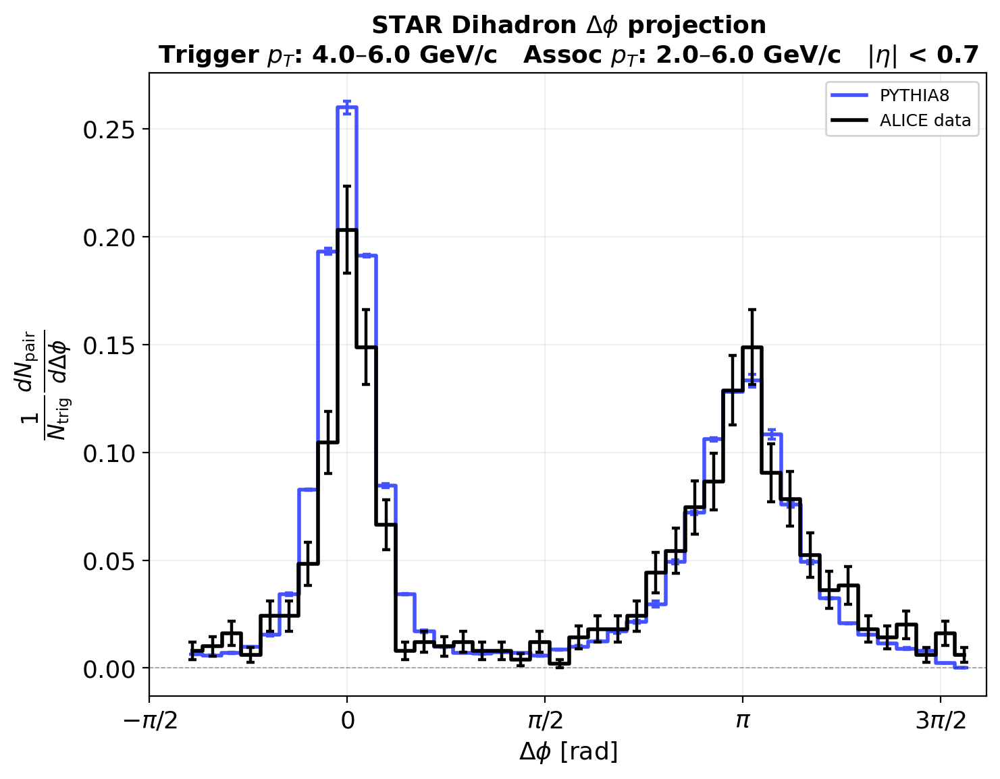 STAR Dihadron Δϕ projection
Trigger p_T: 4.0–6.0 GeV/c Assoc p_T: 2.0–6.0 GeV/c |η| < 0.7
PYTHIA8
ALICE data
1/N_trig dN_pair/dΔϕ
0.25
0.20
0.15
0.10
0.05
0.00
−π/2 0 π/2 π 3π/2
Δϕ [rad]